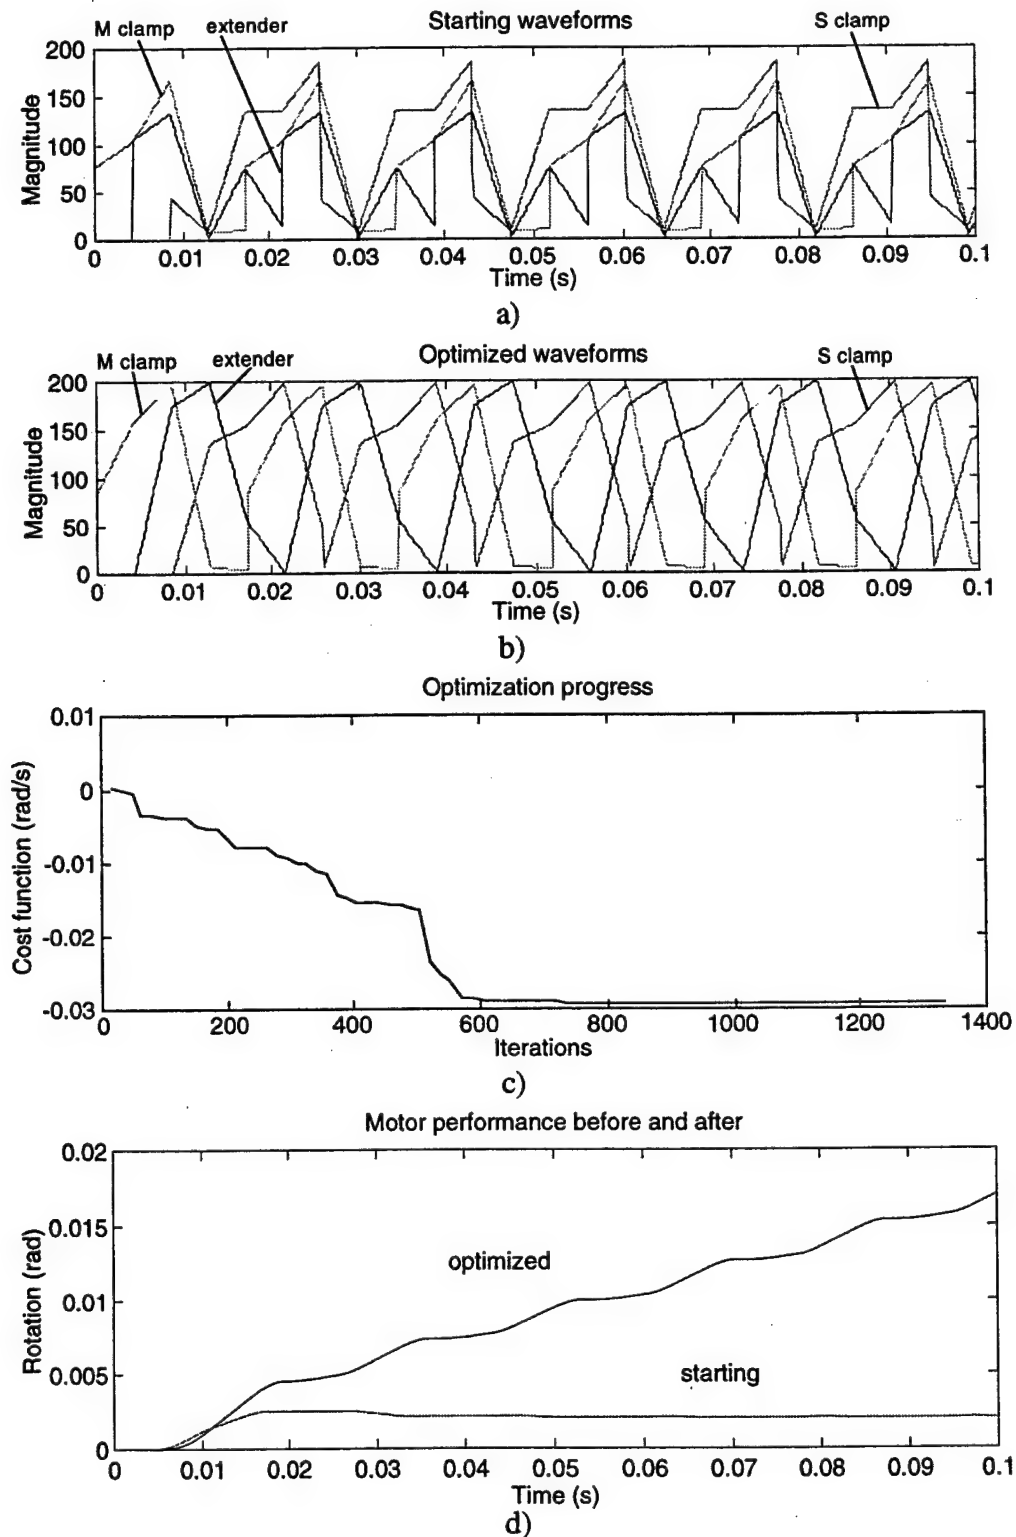 Starting waveforms
M clamp extender S clamp
200
150
100
50
0
Magnitude
0 0.01 0.02 0.03 0.04 0.05 0.06 0.07 0.08 0.09 0.1
Time (s)
a)
Optimized waveforms
M clamp extender S clamp
200
150
100
50
0
Magnitude
0 0.01 0.02 0.03 0.04 0.05 0.06 0.07 0.08 0.09 0.1
Time (s)
b)
Optimization progress
0.01
0
-0.01
-0.02
-0.03
Cost function (rad/s)
0 200 400 600 800 1000 1200 1400
Iterations
c)
Motor performance before and after
0.02
0.015
0.01
0.005
0
Rotation (rad)
optimized
starting
0 0.01 0.02 0.03 0.04 0.05 0.06 0.07 0.08 0.09 0.1
Time (s)
d)